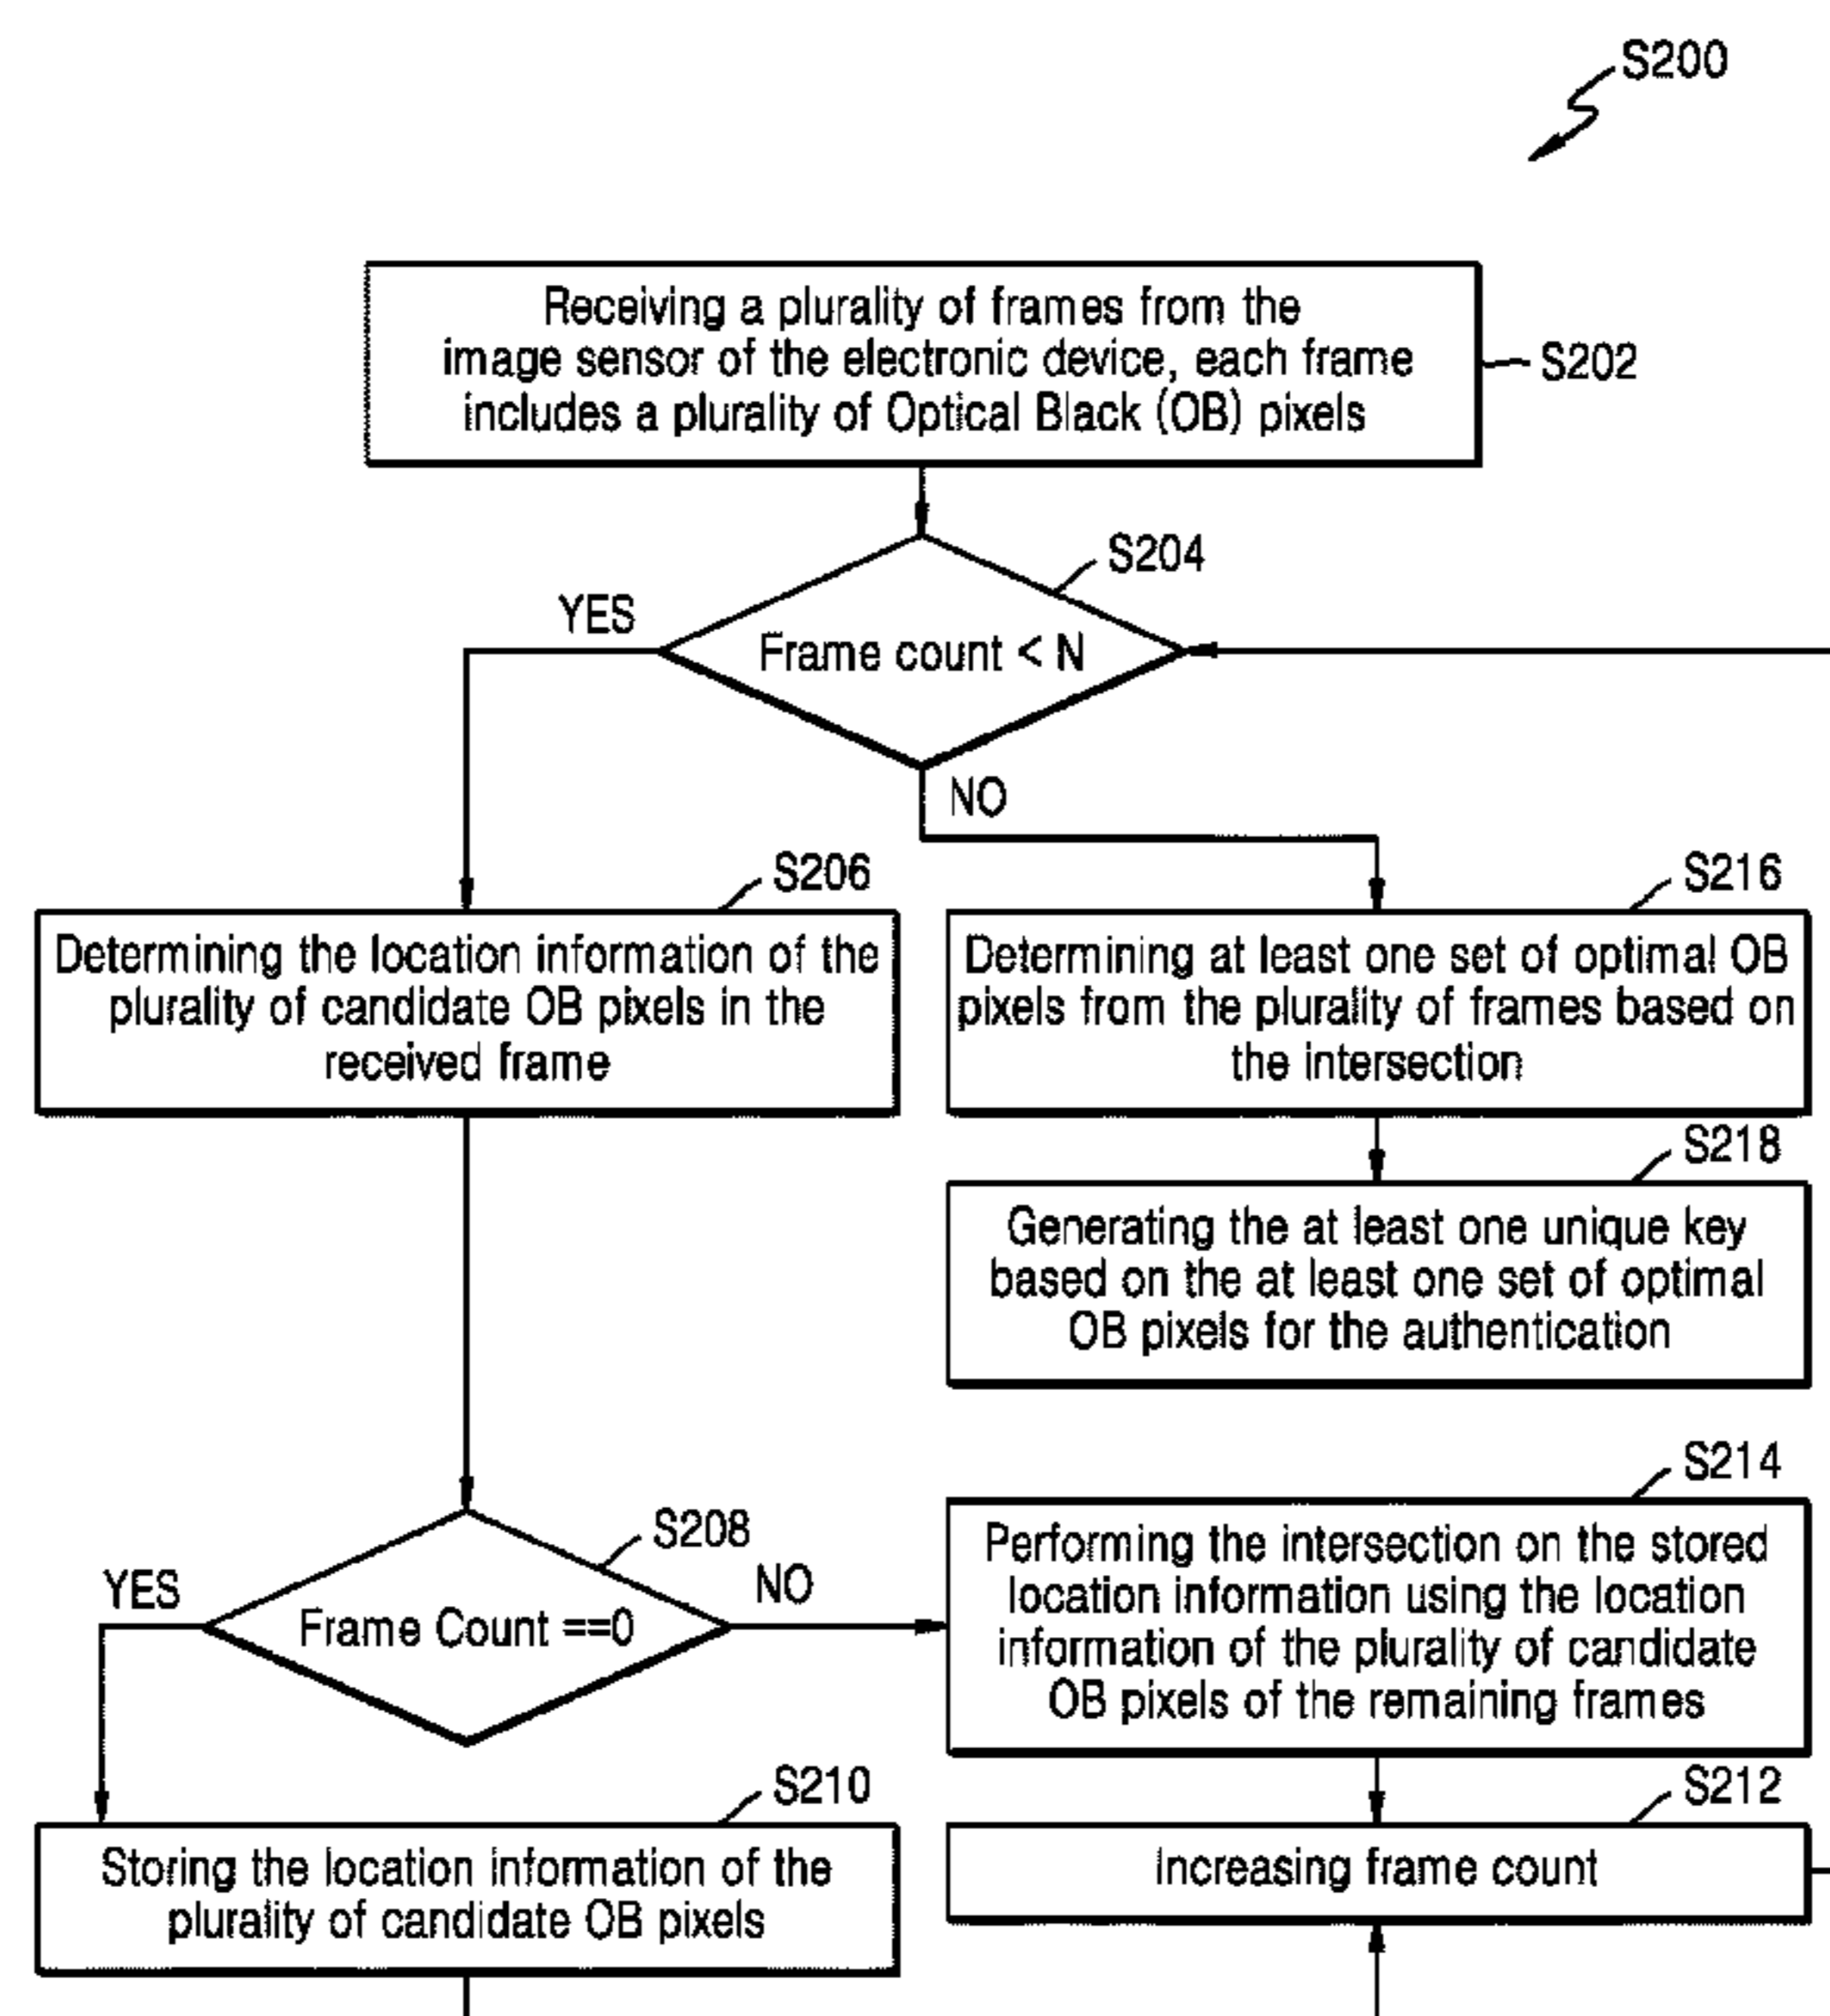 S200
Receiving a plurality of frames from the
image sensor of the electronic device, each frame
includes a plurality of Optical Black (OB) pixels
S202
S204
YES
Frame count < N
NO
S206
Determining the location information of the
plurality of candidate OB pixels in the
received frame
S216
Determining at least one set of optimal OB
pixels from the plurality of frames based on
the intersection
S218
Generating the at least one unique key
based on the at least one set of optimal
OB pixels for the authentication
S208
YES
Frame Count ==0
NO
S214
Performing the intersection on the stored
location information using the location
information of the plurality of candidate
OB pixels of the remaining frames
S210
Storing the location information of the
plurality of candidate OB pixels
S212
Increasing frame count